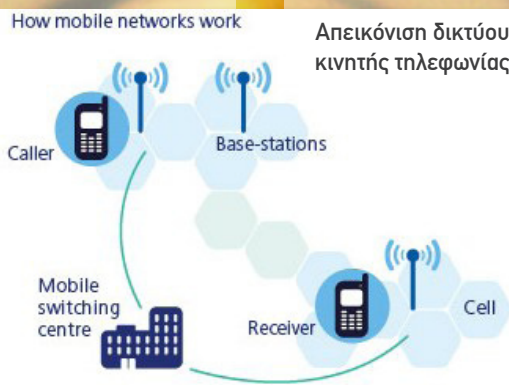 How mobile networks work
Απεικόνιση δικτύου
κινητής τηλεφωνίας
Caller
Base-stations
Mobile
switching
centre
Receiver
Cell